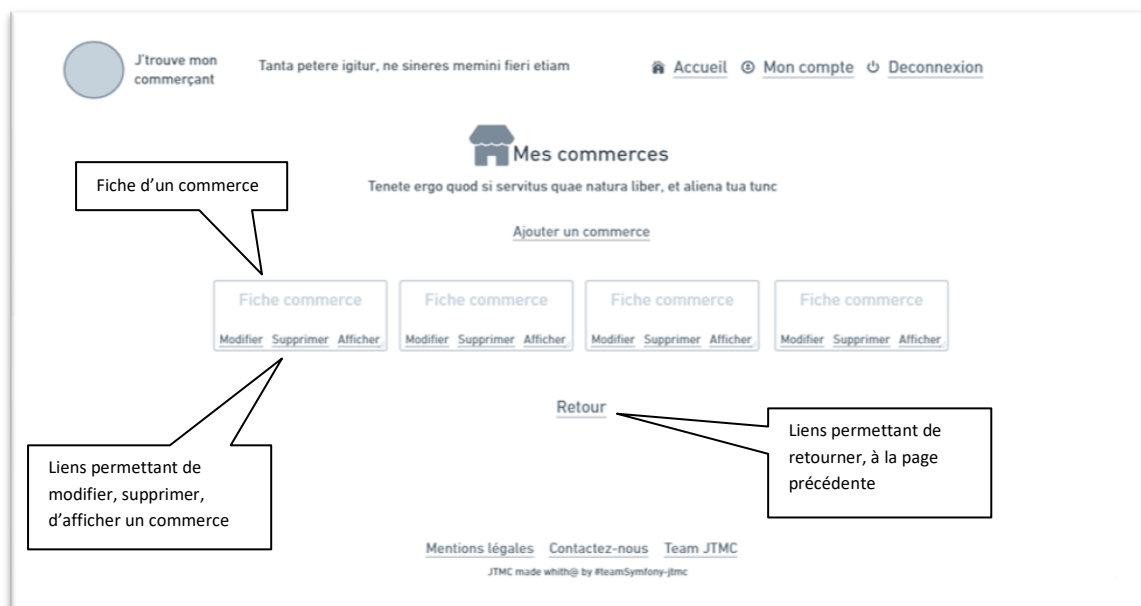 J'trouve mon
commerçant
Tanta petere igitur, ne sineres memini fieri etiam
Accueil Mon compte Deconnexion
Mes commerces
Fiche d'un commerce
Tenete ergo quod si servitus quae natura liber, et aliena tua tunc
Ajouter un commerce
Fiche commerce Fiche commerce Fiche commerce Fiche commerce
Modifier Supprimer Afficher Modifier Supprimer Afficher Modifier Supprimer Afficher Modifier Supprimer Afficher
Retour
Liens permettant de
retourner, à la page
précédente
Liens permettant de
modifier, supprimer,
d'afficher un commerce
Mentions légales Contactez-nous Team JTMC
JTMC made whith@ by #teamSymfony-jtmc